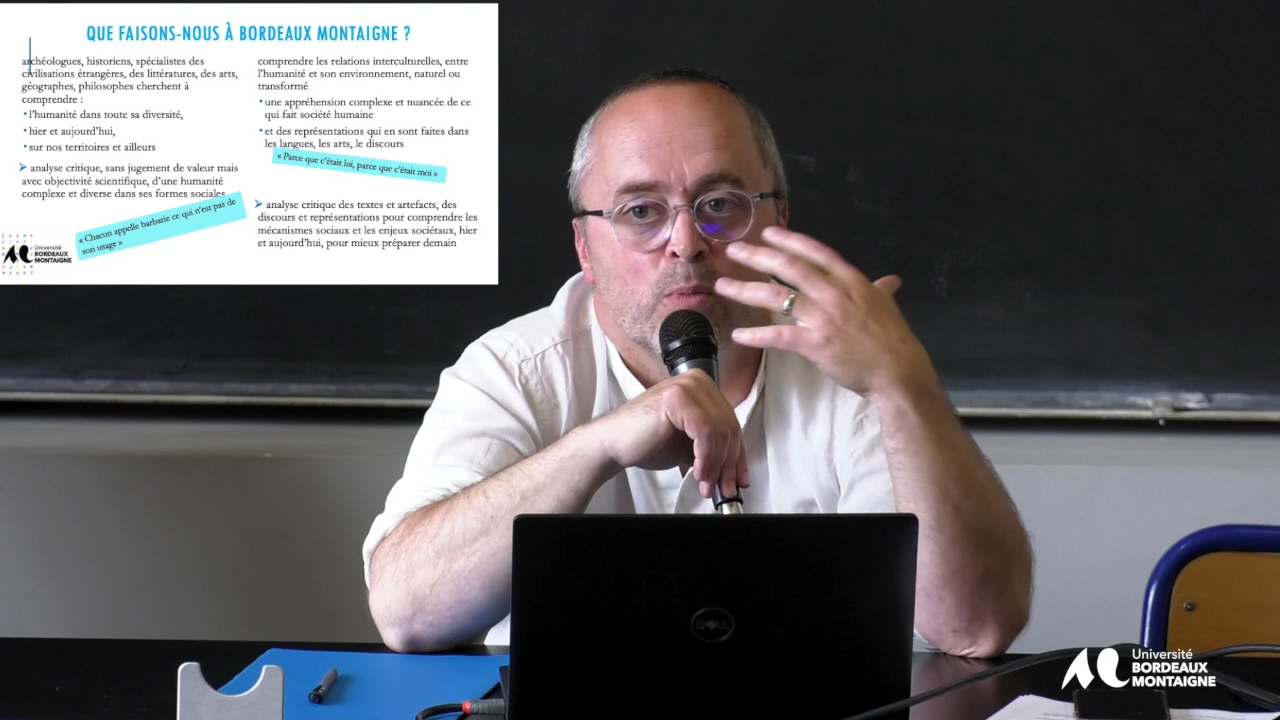 QUE FAISONS-NOUS À BORDEAUX MONTAIGNE ?
archéologues, historiens, spécialistes des
civilisations étrangères, des littératures, des arts,
géographes, philosophes cherchent à
comprendre :
• l'humanité dans toute sa diversité,
• hier et aujourd'hui,
• sur nos territoires et ailleurs
➢ analyse critique, sans jugement de valeur mais
avec objectivité scientifique, d'une humanité
complexe et diverse dans ses formes sociales
« Chacun appelle barbarie ce qui n'est pas de
son usage »
Université
BORDEAUX
MONTAIGNE
comprendre les relations interculturelles, entre
l'humanité et son environnement, naturel ou
transformé
• une appréhension complexe et nuancée de ce
qui fait société humaine
• et des représentations qui en sont faites dans
les langues, les arts, le discours
« Parce que c'était lui, parce que c'était moi »
➢ analyse critique des textes et artefacts, des
discours et représentations pour comprendre les
mécanismes sociaux et les enjeux sociétaux, hier
et aujourd'hui, pour mieux préparer demain
DELL
Université
BORDEAUX
MONTAIGNE